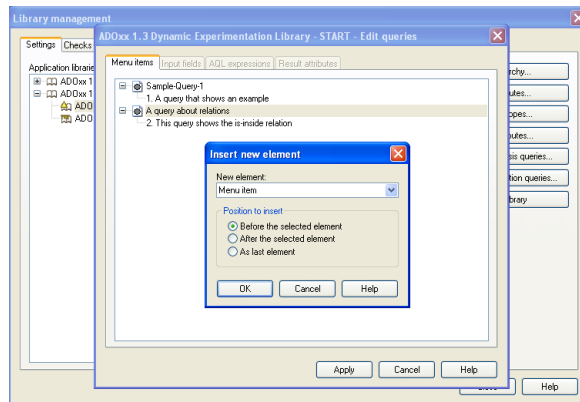 Library management
ADOxx 1.3 Dynamic Experimentation Library - START - Edit queries
Settings Checks
Menu items Input fields AQL expressions Result attributes
Application librarie
ADOxx 1
ADOxx 1
ADO
ADO
Sample-Query-1
1. A query that shows an example
A query about relations
2. This query shows the is-inside relation
rchy...
utes...
opes...
butes...
sis queries...
tion queries...
brary
Insert new element
New element:
Menu item
Position to insert
Before the selected element
After the selected element
As last element
OK Cancel Help
Apply Cancel Help
Help